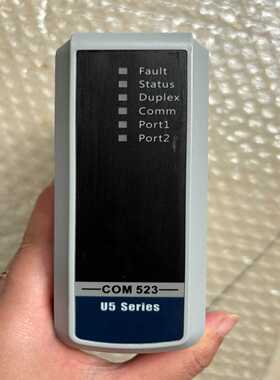 Fault
Status
Duplex
Comm
Port1
Port2
COM 523
U5 Series